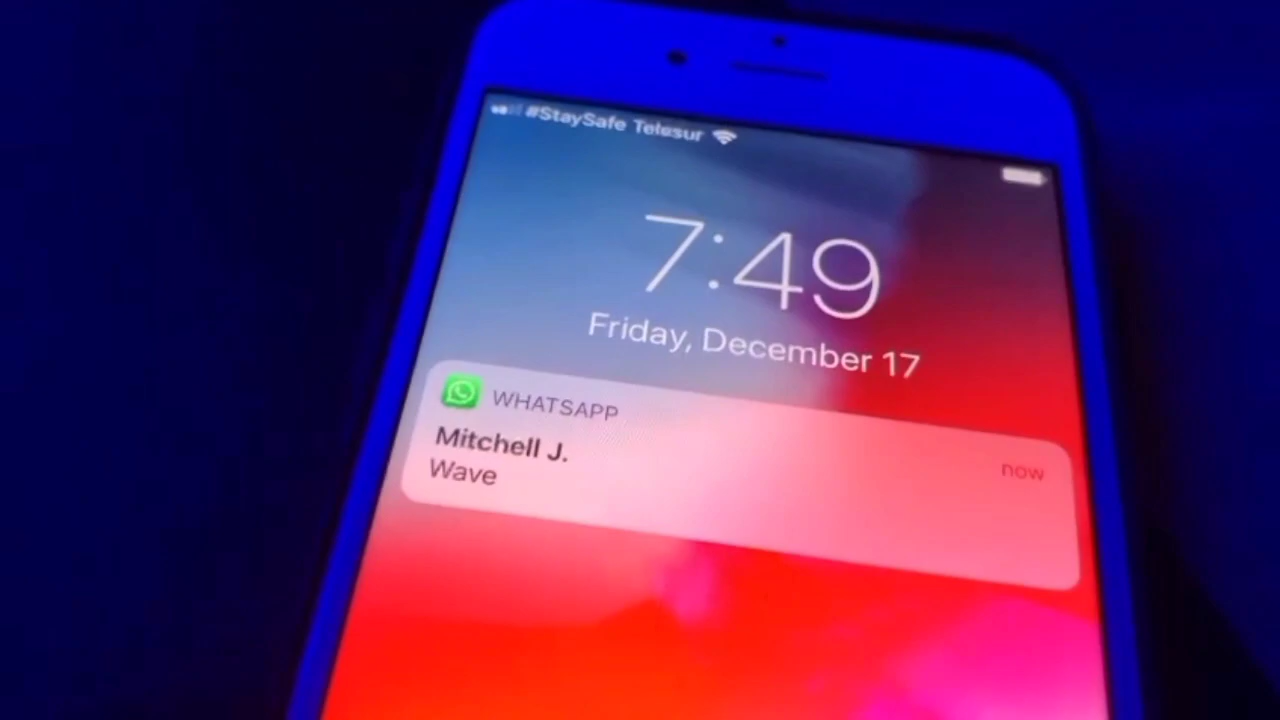 #StaySafe Telesur
7:49
Friday, December 17
WHATSAPP
Mitchell J.
now
Wave